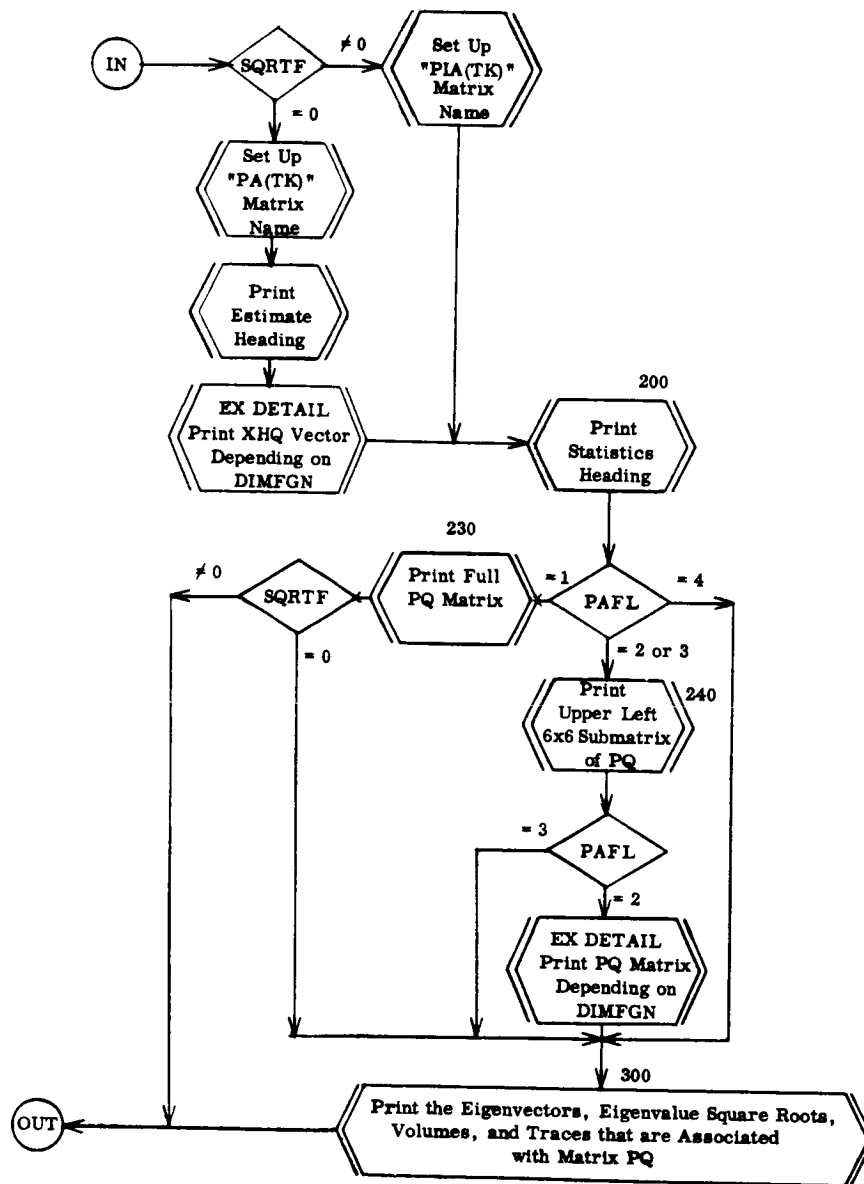 IN
SQRTF
≠0
Set Up
"PIA(TK)"
Matrix
Name
= 0
Set Up
"PA(TK)"
Matrix
Name
Print
Estimate
Heading
EX DETAIL
Print XHQ Vector
Depending on
DIMFGN
200
Print
Statistics
Heading
230
≠0
SQRTF
= 0
Print Full
PQ Matrix
=1
PAFL
= 4
= 2 or 3
240
Print
Upper Left
6x6 Submatrix
of PQ
= 3
PAFL
= 2
EX DETAIL
Print PQ Matrix
Depending on
DIMFGN
300
Print the Eigenvectors, Eigenvalue Square Roots,
Volumes, and Traces that are Associated
with Matrix PQ
OUT